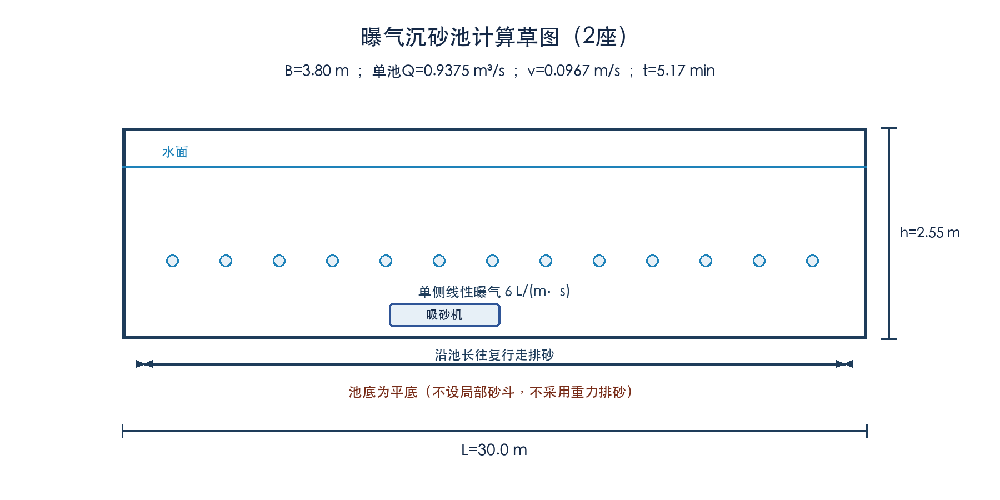 曝气沉砂池计算草图（2座）
B=3.80 m ； 单池Q=0.9375 m³/s ； v=0.0967 m/s ； t=5.17 min
水面
h=2.55 m
单侧线性曝气 6 L/(m· s)
吸砂机
沿池长往复行走排砂
池底为平底（不设局部砂斗，不采用重力排砂）
L=30.0 m